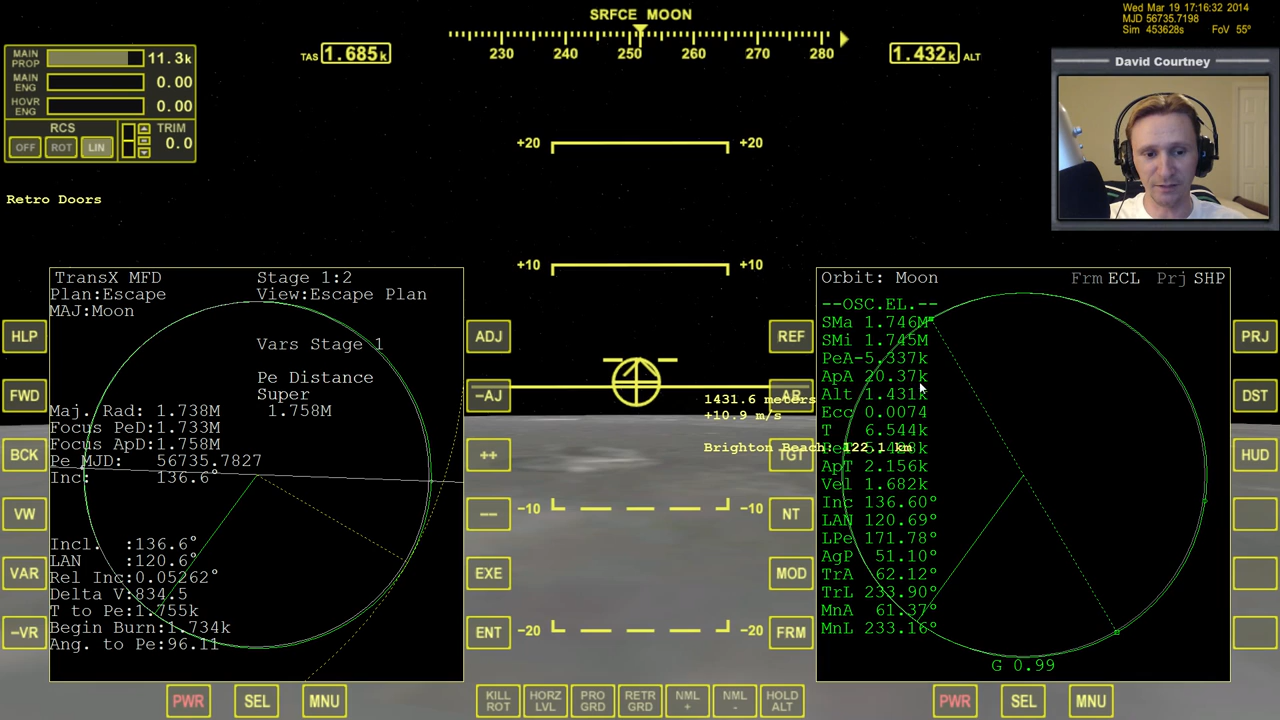 SRFCE MOON
230 240 250 260 270 280
TAS 1.685k
1.432k ALT
Wed Mar 19 17:16:32 2014
MJD 56735.7198
Sim 453628s FoV 55°
David Courtney
MAIN PROP 11.3k
MAIN ENG 0.00
HOVR ENG 0.00
RCS
TRIM
OFF ROT LIN
0.0
Retro Doors
+20 +20
+10 +10
-10 -10
-20 -20
1431.6 meters
+10.9 m/s
Brighton Beach: 122.1 km
TransX MFD Stage 1:2
Plan:Escape View:Escape Plan
MAJ:Moon
Vars Stage 1
Pe Distance
Super
Maj. Rad: 1.738M 1.758M
Focus PeD:1.733M
Focus ApD:1.758M
Pe MJD: 56735.7827
Inc: 136.6°
Incl. :136.6°
LAN :120.6°
Rel Inc:0.05262°
Delta V:834.5
T to Pe:1.755k
Begin Burn:1.734k
Ang. to Pe:96.11
HLP
FWD
BCK
VW
VAR
-VR
ADJ
-AJ
++
--
EXE
ENT
PWR SEL MNU
KILL ROT
HORZ LVL
PRO GRD
RETR GRD
NML +
NML -
HOLD ALT
REF
AR
TGT
NT
MOD
FRM
Orbit: Moon Frm ECL Prj SHP
--OSC.EL.--
SMa 1.746M
SMi 1.745M
PeA-5.337k
ApA 20.37k
Alt 1.431k
Ecc 0.0074
T 6.544k
ApT 2.156k
Vel 1.682k
Inc 136.60°
LAN 120.69°
LPe 171.78°
AgP 51.10°
TrA 62.12°
TrL 233.90°
MnA 61.37°
MnL 233.16°
G 0.99
PRJ
DST
HUD
PWR SEL MNU